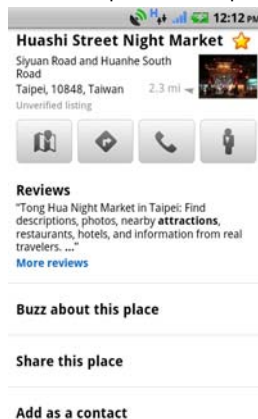 H 12:12 PM
Huashi Street Night Market
Siyuan Road and Huanhe South
Road
Taipei, 10848, Taiwan 2.3 mi
Unverified listing
Reviews
"Tong Hua Night Market in Taipei: Find
descriptions, photos, nearby attractions,
restaurants, hotels, and information from real
travelers. ..."
More reviews
Buzz about this place
Share this place
Add as a contact